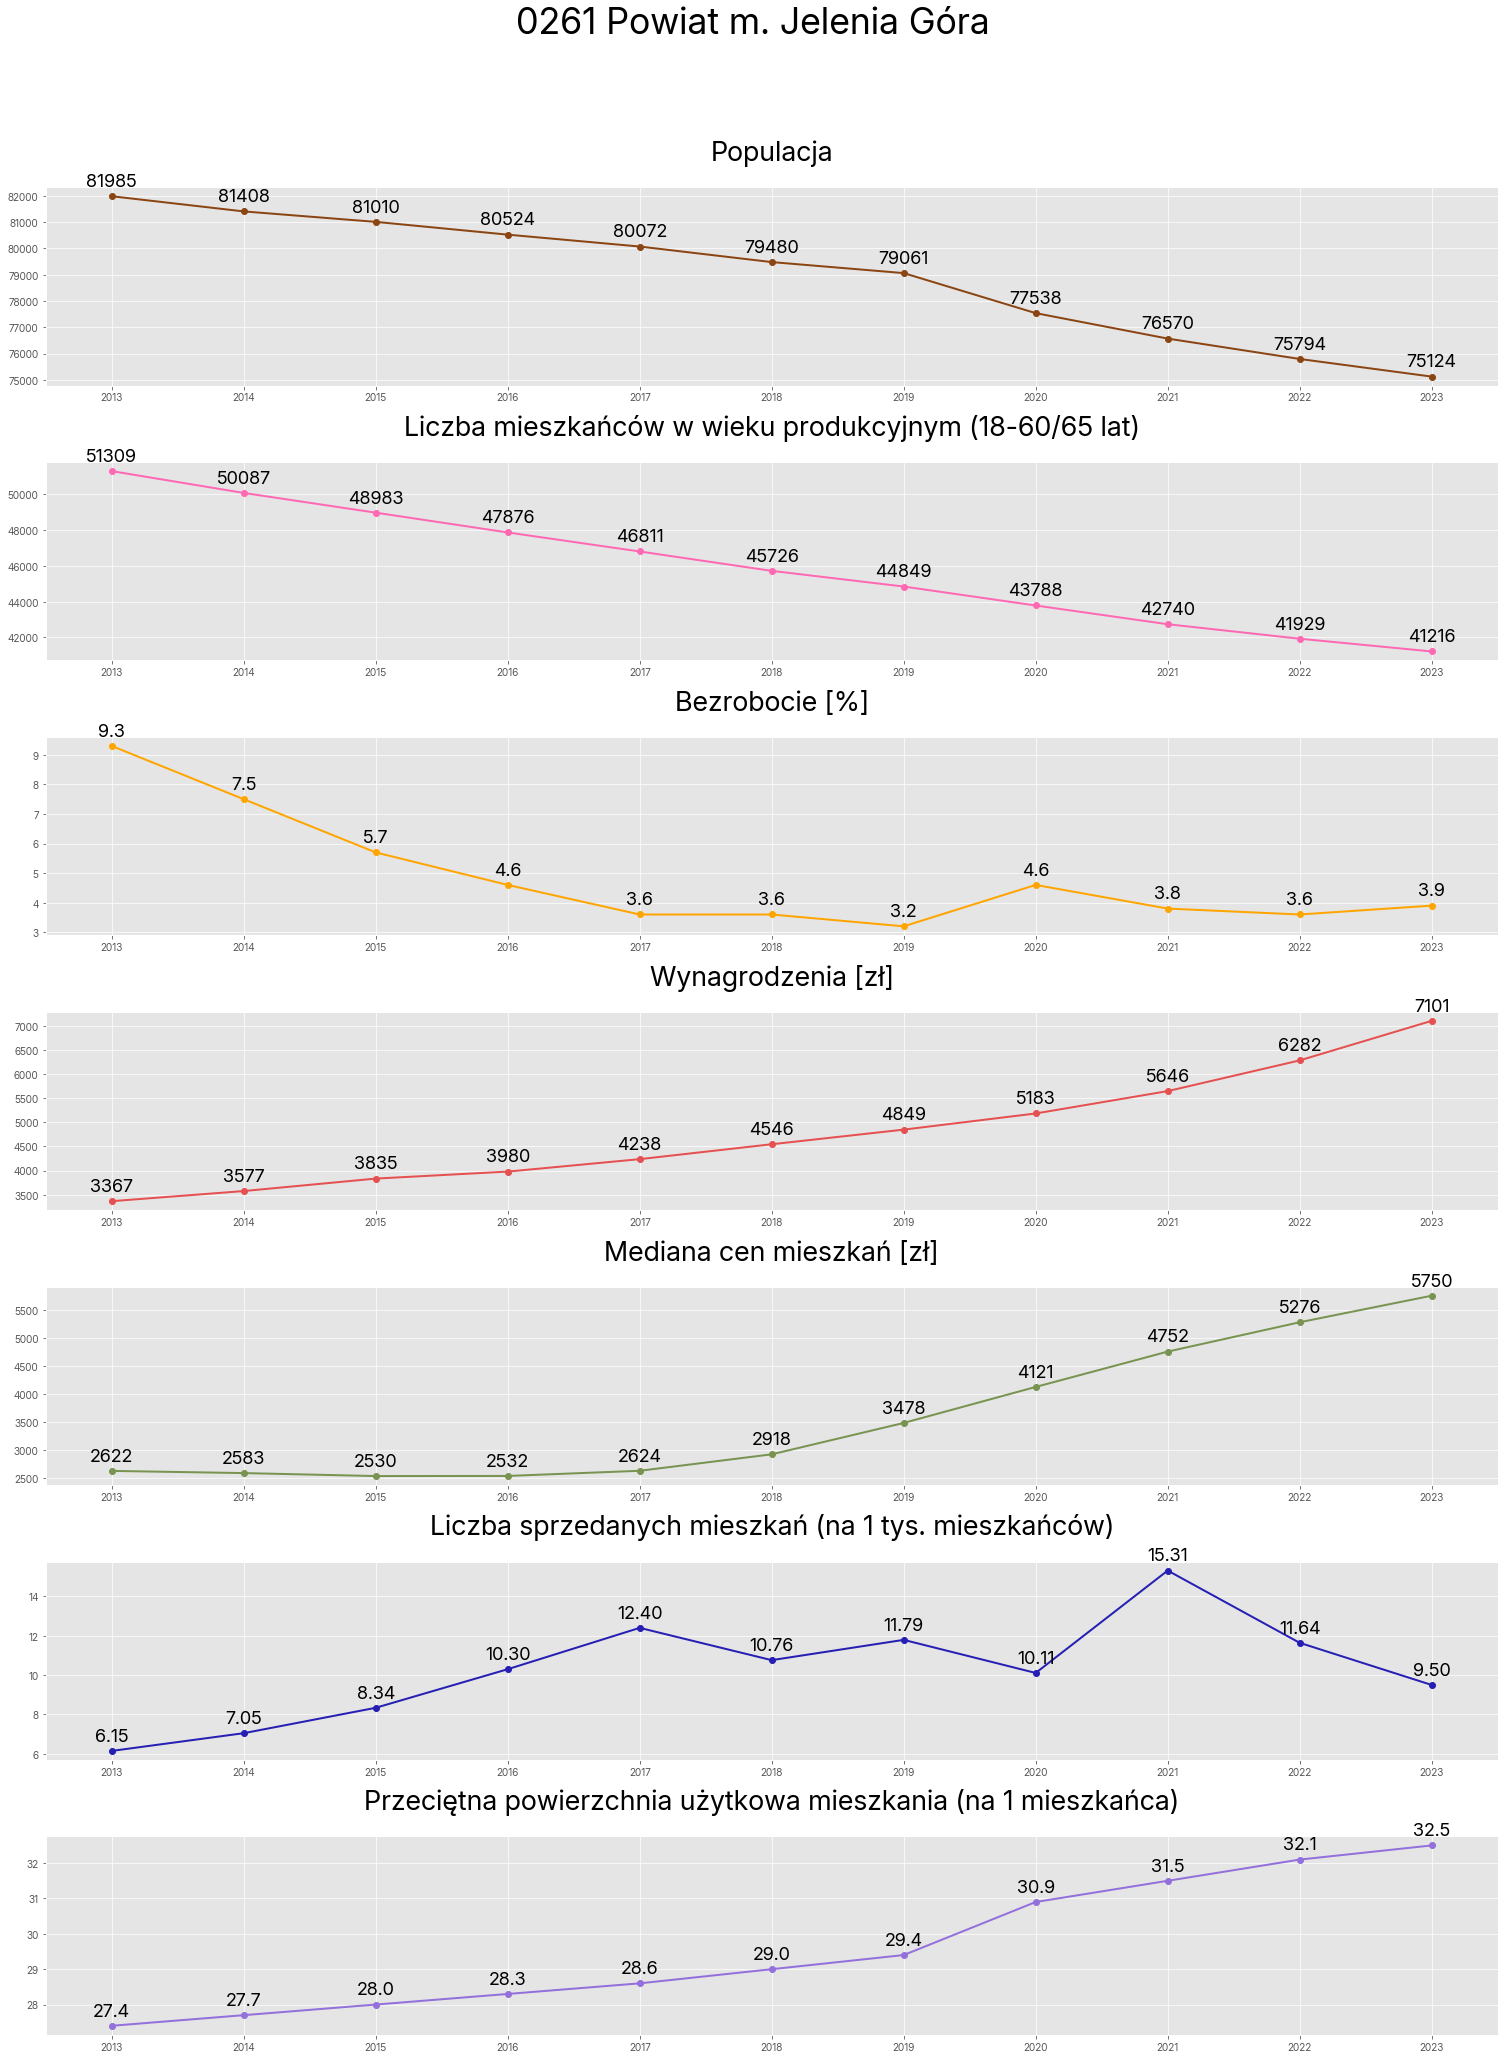 0261 Powiat m. Jelenia Góra
Populacja
81985 81408 81010 80524 80072 79480 79061 77538 76570 75794 75124
82000
81000
80000
79000
78000
77000
76000
75000
2013 2014 2015 2016 2017 2018 2019 2020 2021 2022 2023
Liczba mieszkańców w wieku produkcyjnym (18-60/65 lat)
51309 50087 48983 47876 46811 45726 44849 43788 42740 41929 41216
50000
48000
46000
44000
42000
2013 2014 2015 2016 2017 2018 2019 2020 2021 2022 2023
Bezrobocie [%]
9.3 7.5 5.7 4.6 3.6 3.6 3.2 4.6 3.8 3.6 3.9
9
8
7
6
5
4
3
2013 2014 2015 2016 2017 2018 2019 2020 2021 2022 2023
Wynagrodzenia [zł]
3367 3577 3835 3980 4238 4546 4849 5183 5646 6282 7101
7000
6500
6000
5500
5000
4500
4000
3500
2013 2014 2015 2016 2017 2018 2019 2020 2021 2022 2023
Mediana cen mieszkań [zł]
2622 2583 2530 2532 2624 2918 3478 4121 4752 5276 5750
5500
5000
4500
4000
3500
3000
2500
2013 2014 2015 2016 2017 2018 2019 2020 2021 2022 2023
Liczba sprzedanych mieszkań (na 1 tys. mieszkańców)
6.15 7.05 8.34 10.30 12.40 10.76 11.79 10.11 15.31 11.64 9.50
14
12
10
8
6
2013 2014 2015 2016 2017 2018 2019 2020 2021 2022 2023
Przeciętna powierzchnia użytkowa mieszkania (na 1 mieszkańca)
27.4 27.7 28.0 28.3 28.6 29.0 29.4 30.9 31.5 32.1 32.5
32
31
30
29
28
2013 2014 2015 2016 2017 2018 2019 2020 2021 2022 2023